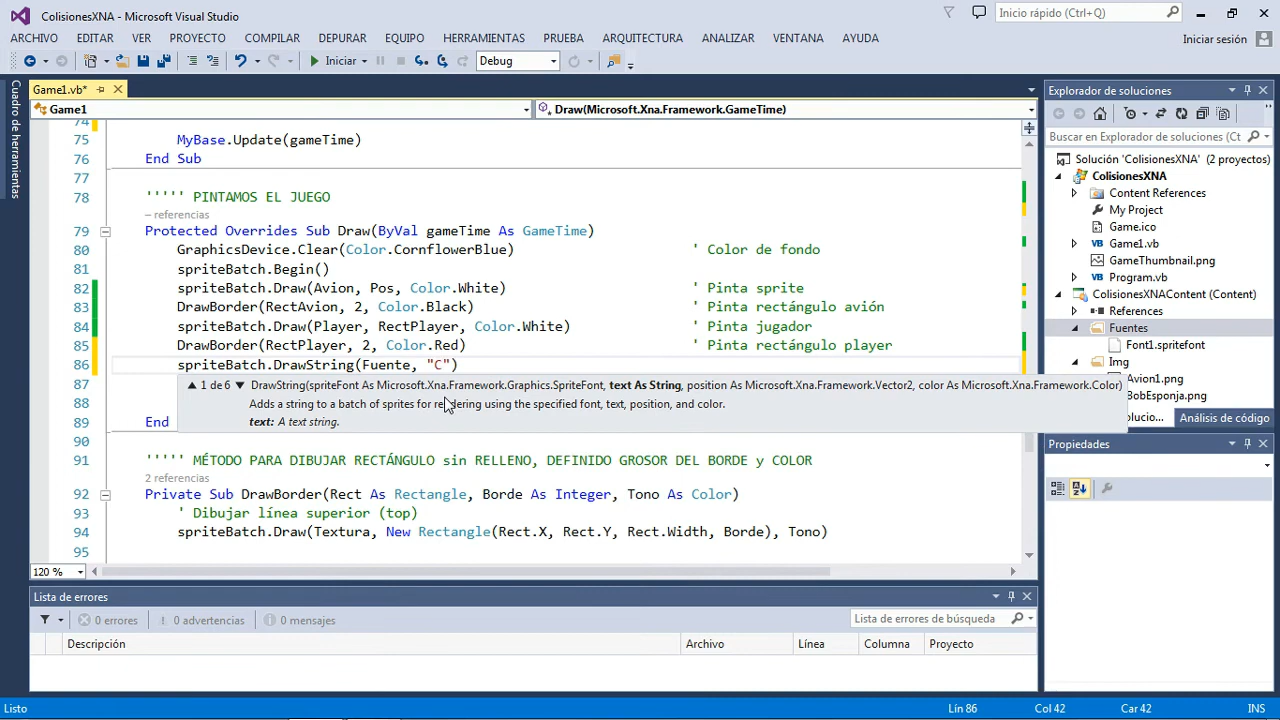 ColisionesXNA - Microsoft Visual Studio
Inicio rápido (Ctrl+Q)
ARCHIVO EDITAR VER PROYECTO COMPILAR DEPURAR EQUIPO HERRAMIENTAS PRUEBA ARQUITECTURA ANALIZAR VENTANA AYUDA
Iniciar sesión
Iniciar Debug
Cuadro de herramientas
Game1.vb*
Game1
Draw(Microsoft.Xna.Framework.GameTime)
74
75 MyBase.Update(gameTime)
76 End Sub
77
78 ''''' PINTAMOS EL JUEGO
– referencias
79 Protected Overrides Sub Draw(ByVal gameTime As GameTime)
80 GraphicsDevice.Clear(Color.CornflowerBlue) ' Color de fondo
81 spriteBatch.Begin()
82 spriteBatch.Draw(Avion, Pos, Color.White) ' Pinta sprite
83 DrawBorder(RectAvion, 2, Color.Black) ' Pinta rectángulo avión
84 spriteBatch.Draw(Player, RectPlayer, Color.White) ' Pinta jugador
85 DrawBorder(RectPlayer, 2, Color.Red) ' Pinta rectángulo player
86 spriteBatch.DrawString(Fuente, "C")
87 1 de 6 DrawString(spriteFont As Microsoft.Xna.Framework.Graphics.SpriteFont, text As String, position As Microsoft.Xna.Framework.Vector2, color As Microsoft.Xna.Framework.Color)
88 Adds a string to a batch of sprites for rendering using the specified font, text, position, and color.
89 End text: A text string.
90
91 ''''' MÉTODO PARA DIBUJAR RECTÁNGULO sin RELLENO, DEFINIDO GROSOR DEL BORDE y COLOR
2 referencias
92 Private Sub DrawBorder(Rect As Rectangle, Borde As Integer, Tono As Color)
93 ' Dibujar línea superior (top)
94 spriteBatch.Draw(Textura, New Rectangle(Rect.X, Rect.Y, Rect.Width, Borde), Tono)
95
120 %
Explorador de soluciones
Buscar en Explorador de soluciones (Ct
Solución 'ColisionesXNA' (2 proyectos)
ColisionesXNA
Content References
My Project
Game.ico
Game1.vb
GameThumbnail.png
Program.vb
ColisionesXNAContent (Content)
References
Fuentes
Font1.spritefont
Img
Avion1.png
BobEsponja.png
Análisis de código
Propiedades
Lista de errores
0 errores 0 advertencias 0 mensajes
Lista de errores de búsqueda
Descripción Archivo Línea Columna Proyecto
Listo Lín 86 Col 42 Car 42 INS